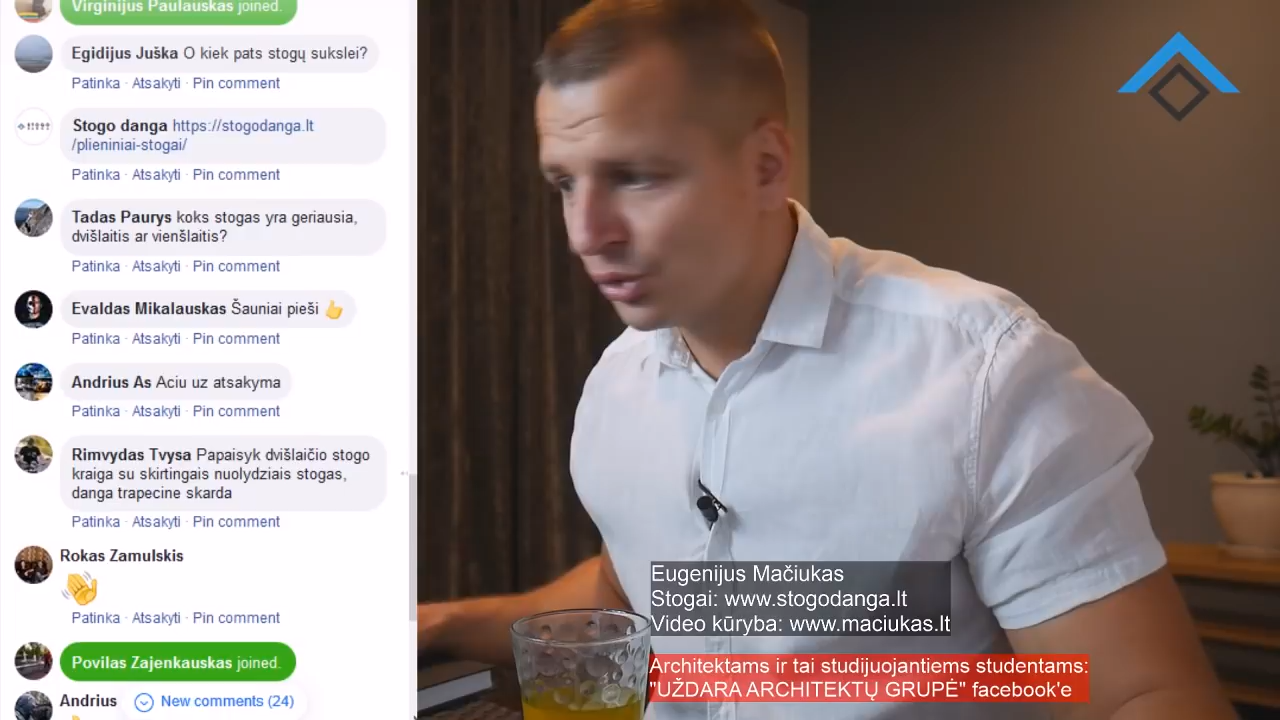 Virginijus Paulauskas joined.
Egidijus Juška O kiek pats stogų sukslei?
Patinka · Atsakyti · Pin comment
Stogo danga https://stogodanga.lt
/plieniniai-stogai/
Patinka · Atsakyti · Pin comment
Tadas Paurys koks stogas yra geriausia,
dvišlaitis ar vienšlaitis?
Patinka · Atsakyti · Pin comment
Evaldas Mikalauskas Šauniai pieši 👍
Patinka · Atsakyti · Pin comment
Andrius As Aciu uz atsakyma
Patinka · Atsakyti · Pin comment
Rimvydas Tvysa Papaisyk dvišlaičio stogo
kraiga su skirtingais nuolydziais stogas,
danga trapecine skarda
Patinka · Atsakyti · Pin comment
Rokas Zamulskis
👋
Patinka · Atsakyti · Pin comment
Povilas Zajenkauskas joined.
Andrius
New comments (24)
Eugenijus Mačiukas
Stogai: www.stogodanga.lt
Video kūryba: www.maciukas.lt
Architektams ir tai studijuojantiems studentams:
"UŽDARA ARCHITEKTŲ GRUPĖ" facebook'e